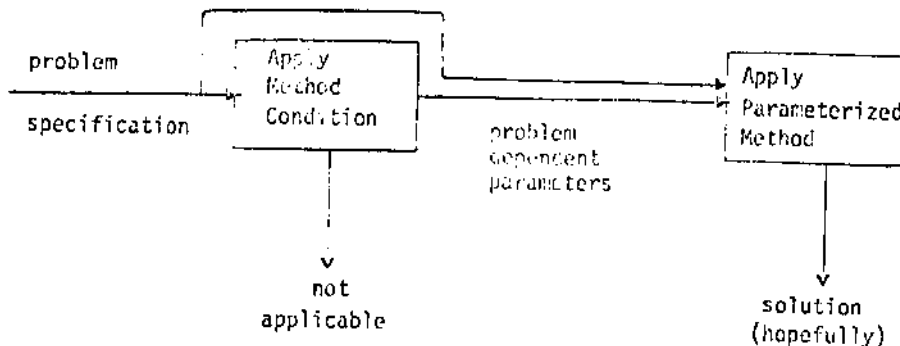 problem
specification
Apply
Method
Condition
problem
dependent
parameters
Apply
Parameterized
Method
not
applicable
solution
(hopefully)